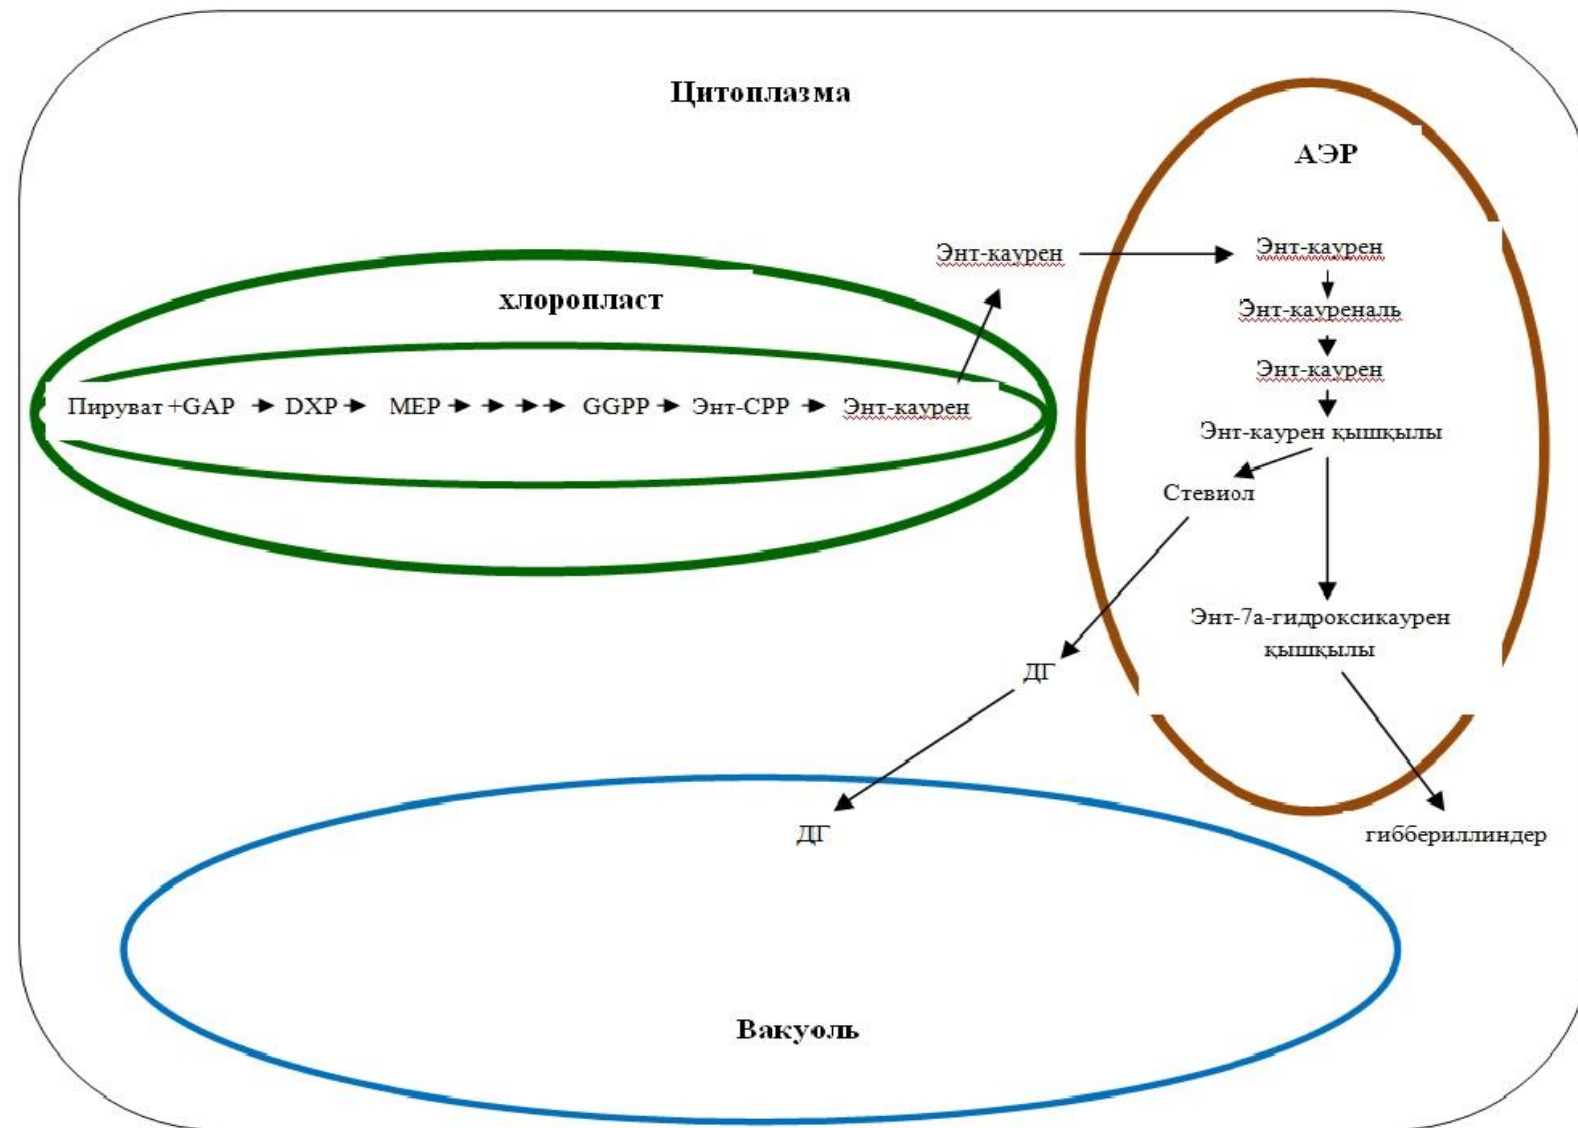 Цитоплазма
АЭР
Энт-каурен
Энт-каурен
хлоропласт
Энт-кауреналь
Энт-каурен
Пируват +GAP DXP MEP GGPP Энт-CPP Энт-каурен
Энт-каурен қышқылы
Стевиол
Энт-7а-гидроксикаурен
қышқылы
ДГ
ДГ
гиббериллиндер
Вакуоль